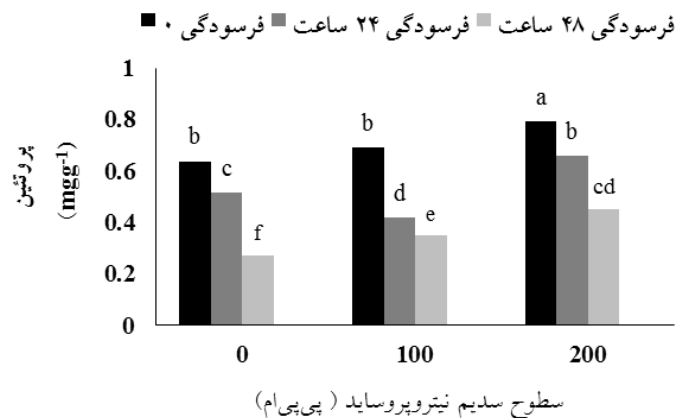 فرسودگی ۰ فرسودگی ۲۴ ساعت فرسودگی ۴۸ ساعت
1
0.8
0.6
0.4
0.2
0
پروتئین
(mgg-1)
b
c
f
b
d
e
a
b
cd
0 100 200
سطوح سدیم نیتروپروساید ( پی‌پی‌ام)